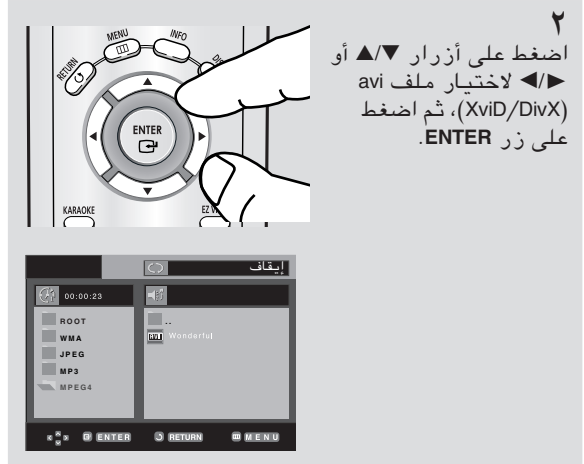 ٢
اضغط على أزرار ▲/▼ أو
◄/► لاختيار ملف avi
(XviD/DivX)، ثم اضغط
على زر ENTER.
RETURN
MENU
INFO
ENTER
KARAOKE
إيقاف
00:00:23
ROOT
WMA
JPEG
MP3
MPEG4
..
Wonderful
ENTER
RETURN
MENU